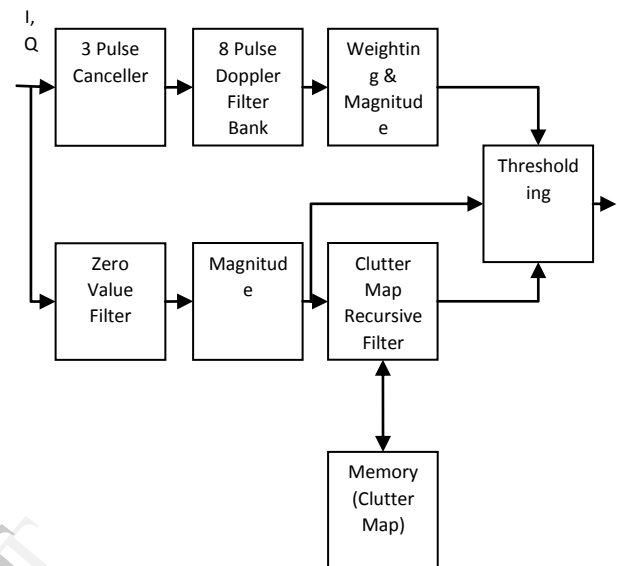 I,
Q
3 Pulse
Canceller
8 Pulse
Doppler
Filter
Bank
Weightin
g &
Magnitud
e
Threshold
ing
Zero
Value
Filter
Magnitud
e
Clutter
Map
Recursive
Filter
Memory
(Clutter
Map)